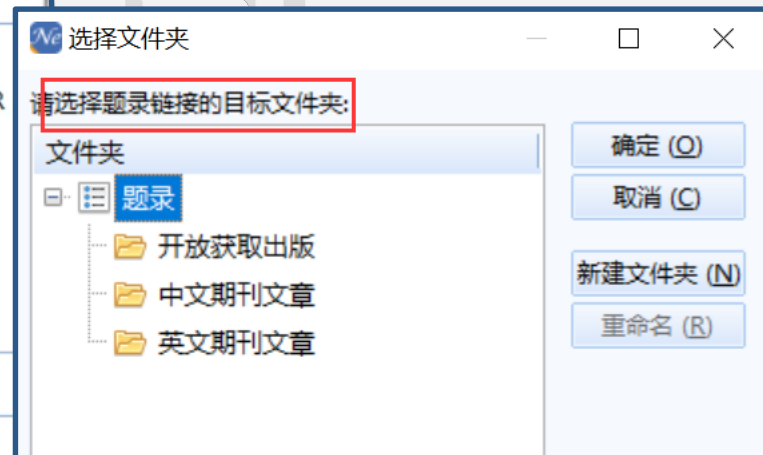 Ne 选择文件夹
请选择题录链接的目标文件夹:
文件夹
题录
开放获取出版
中文期刊文章
英文期刊文章
确定 (O)
取消 (C)
新建文件夹 (N)
重命名 (R)